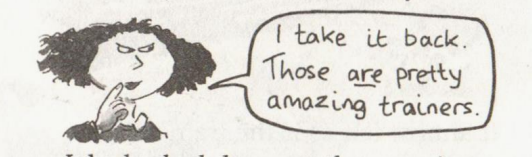 I take it back.
Those are pretty
amazing trainers.